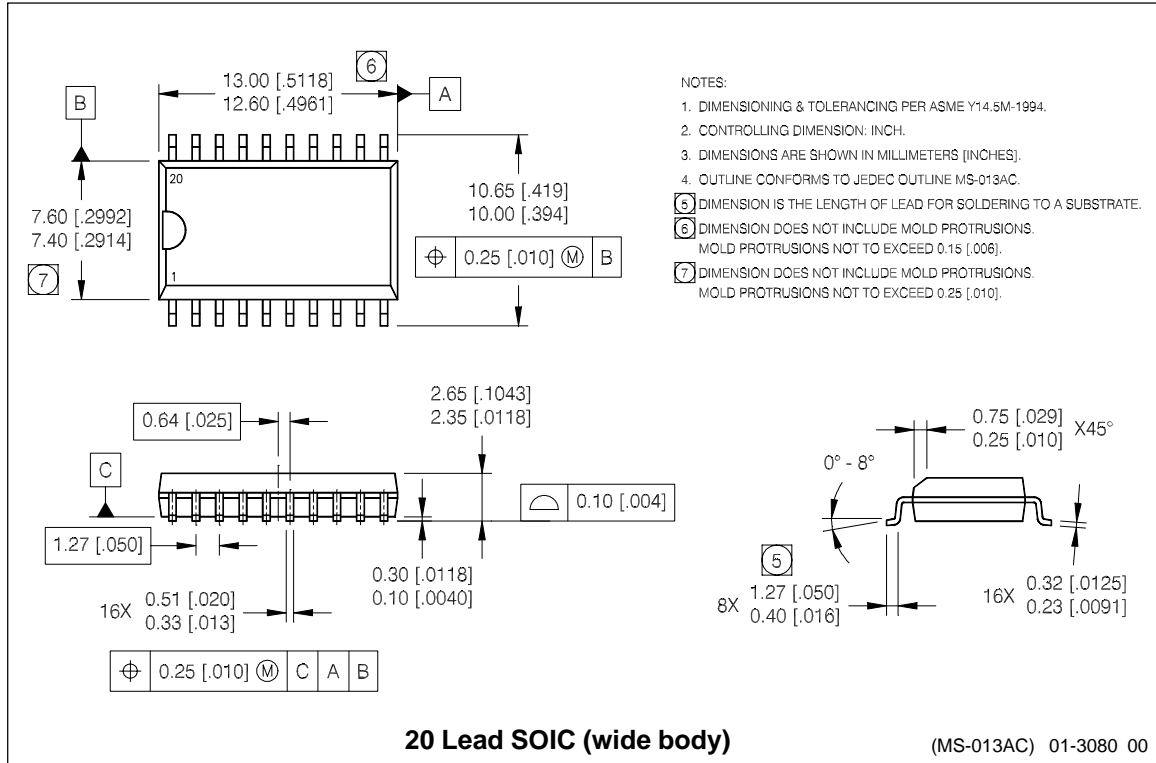 13.00 [.5118]
12.60 [.4961]
6
A
B
20
1
7.60 [.2992]
7.40 [.2914]
7
10.65 [.419]
10.00 [.394]
⌖ 0.25 [.010] Ⓜ B
NOTES:
1. DIMENSIONING & TOLERANCING PER ASME Y14.5M-1994.
2. CONTROLLING DIMENSION: INCH.
3. DIMENSIONS ARE SHOWN IN MILLIMETERS [INCHES].
4. OUTLINE CONFORMS TO JEDEC OUTLINE MS-013AC.
5 DIMENSION IS THE LENGTH OF LEAD FOR SOLDERING TO A SUBSTRATE.
6 DIMENSION DOES NOT INCLUDE MOLD PROTRUSIONS.
MOLD PROTRUSIONS NOT TO EXCEED 0.15 [.006].
7 DIMENSION DOES NOT INCLUDE MOLD PROTRUSIONS.
MOLD PROTRUSIONS NOT TO EXCEED 0.25 [.010].
0.64 [.025]
2.65 [.1043]
2.35 [.0118]
C
0.10 [.004]
1.27 [.050]
0.30 [.0118]
0.10 [.0040]
16X 0.51 [.020]
0.33 [.013]
⌖ 0.25 [.010] Ⓜ C A B
0.75 [.029]
0.25 [.010] X45°
0° - 8°
5
8X 1.27 [.050]
0.40 [.016]
16X 0.32 [.0125]
0.23 [.0091]
20 Lead SOIC (wide body)
(MS-013AC) 01-3080 00